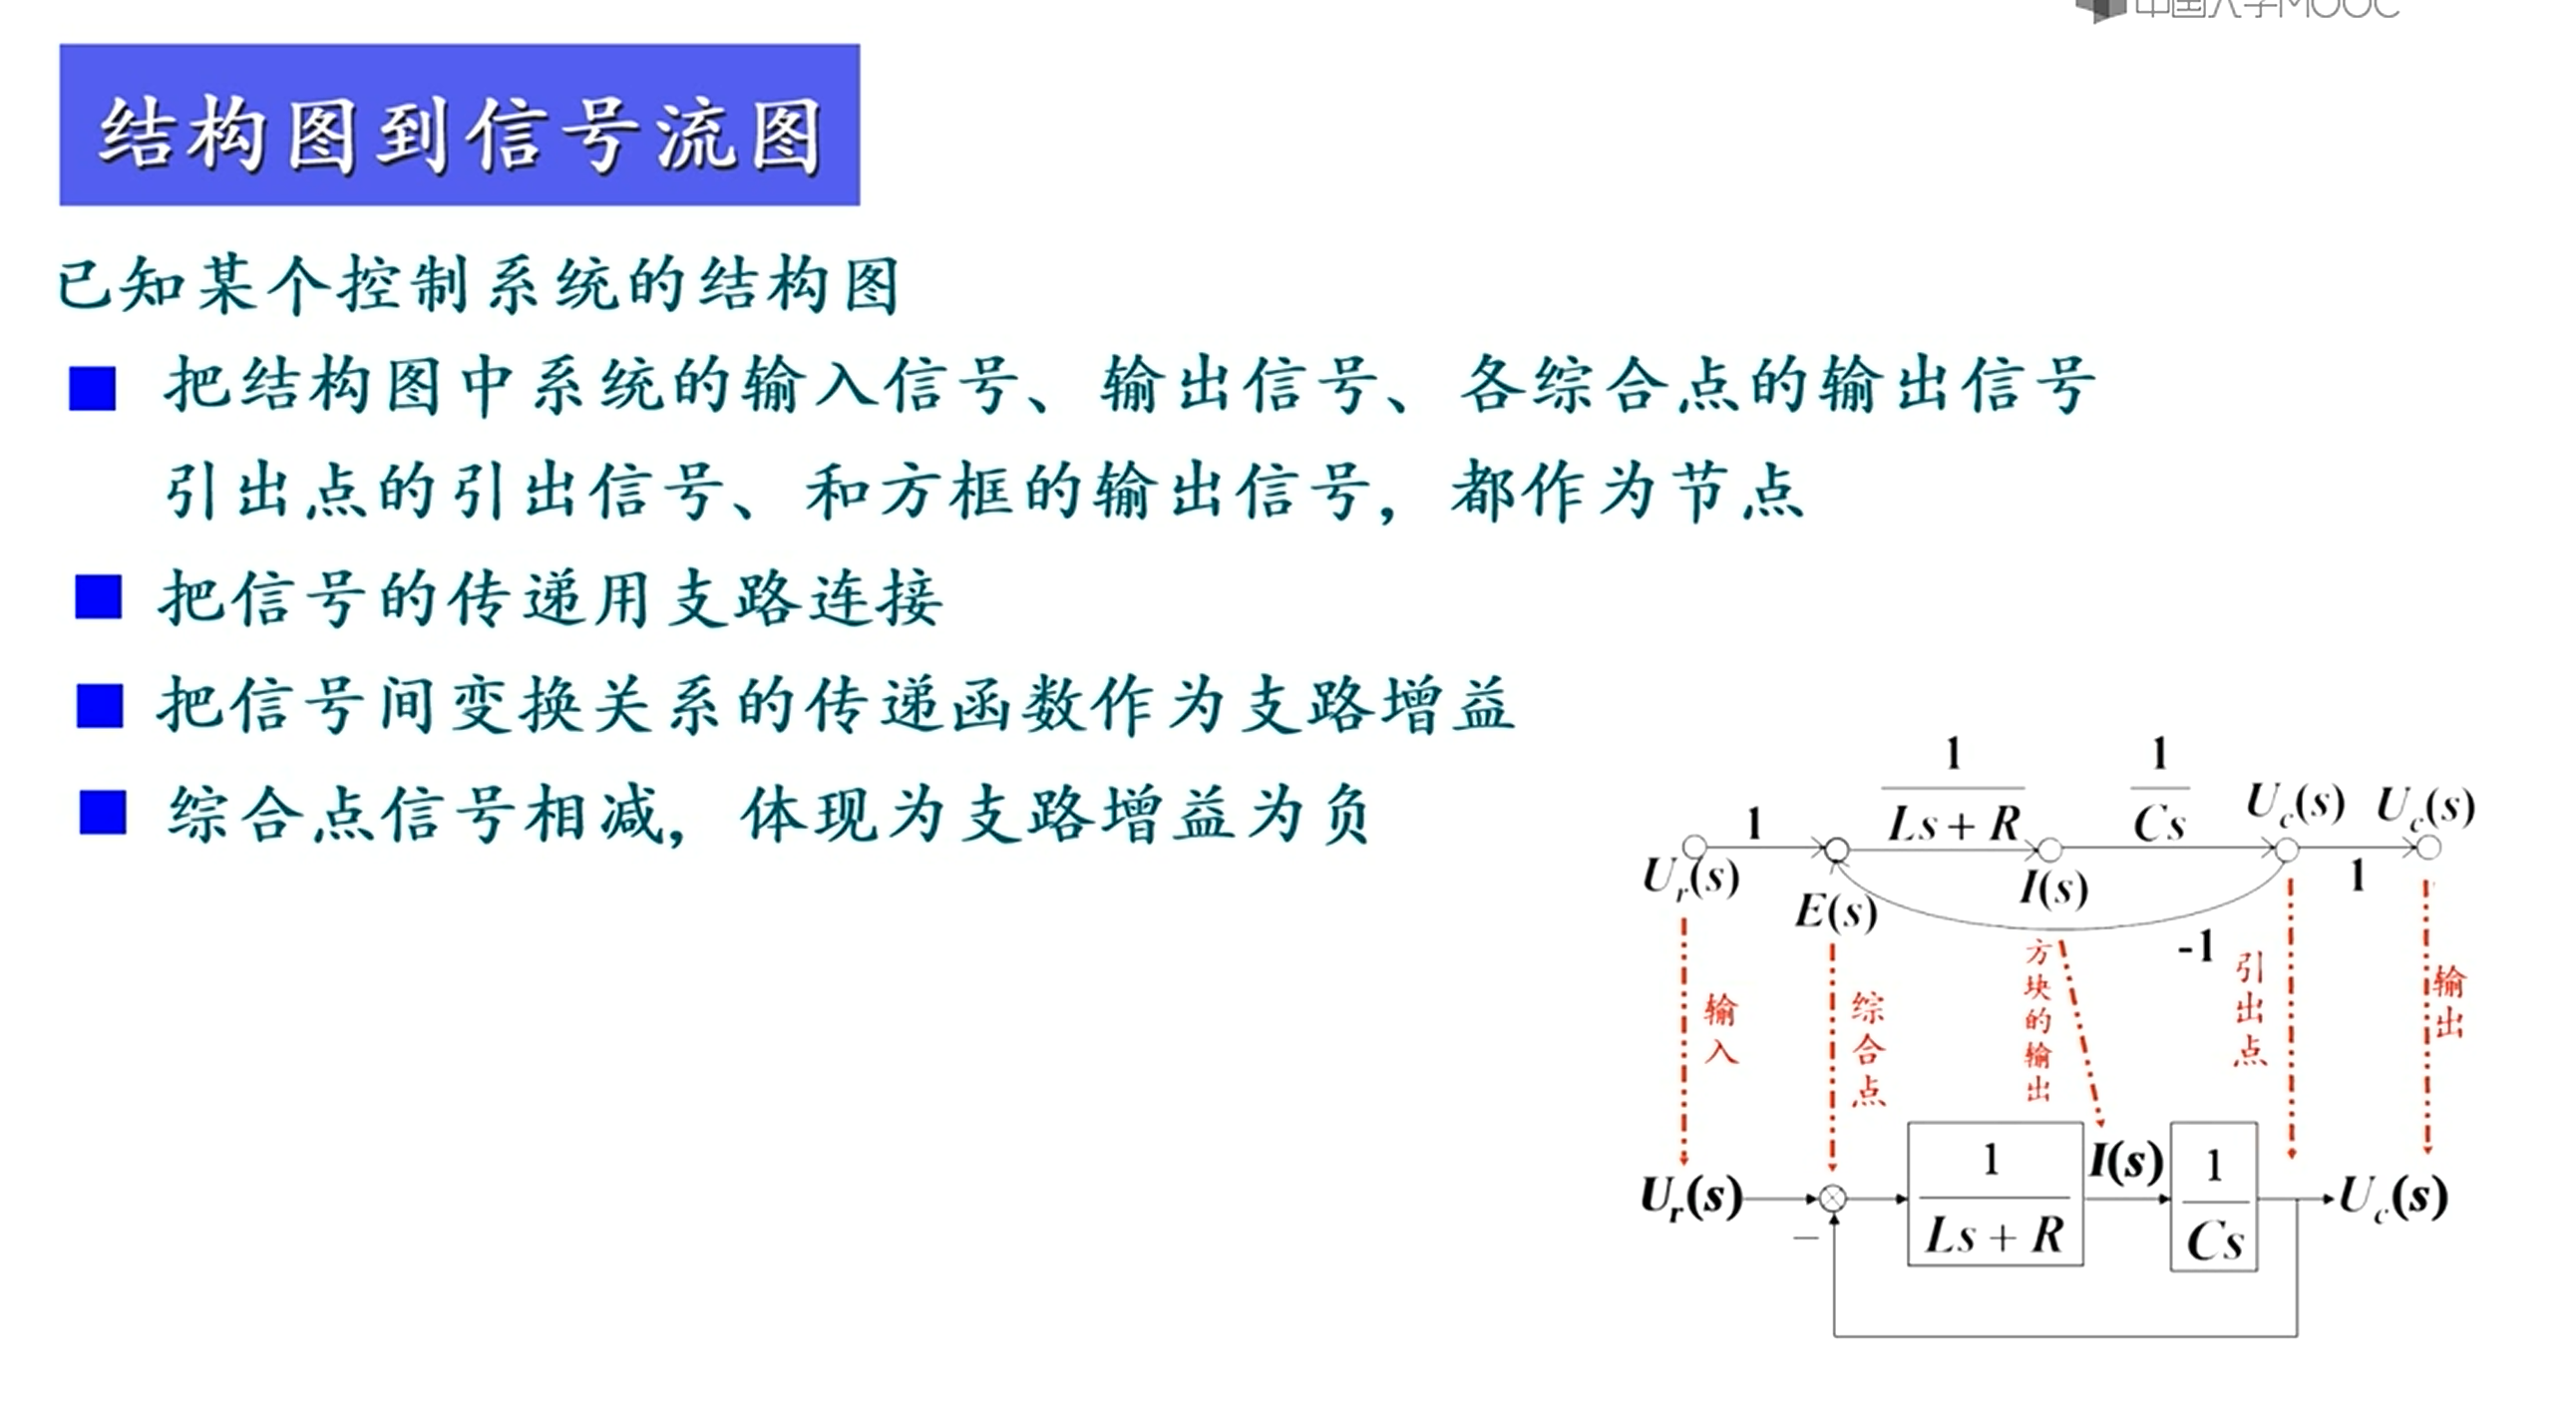 中国大学MOOC
结构图到信号流图
已知某个控制系统的结构图
■ 把结构图中系统的输入信号、输出信号、各综合点的输出信号
引出点的引出信号、和方框的输出信号，都作为节点
■ 把信号的传递用支路连接
■ 把信号间变换关系的传递函数作为支路增益
■ 综合点信号相减，体现为支路增益为负
1
1/(Ls+R)
1/(Cs)
U_c(s) U_c(s)
U_r(s)
E(s)
I(s)
1
-1
输入
综合点
方块的输出
引出点
输出
U_r(s)
−
1/(Ls+R)
I(s)
1/(Cs)
U_c(s)